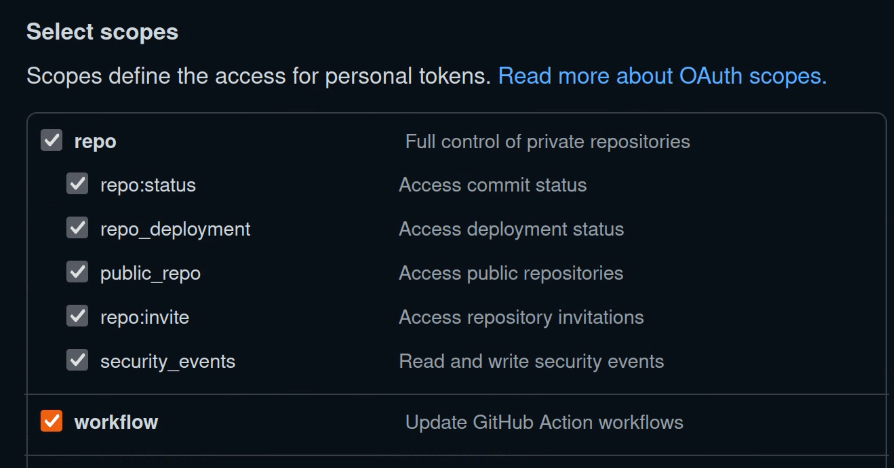 Select scopes
Scopes define the access for personal tokens. Read more about OAuth scopes.
repo Full control of private repositories
repo:status Access commit status
repo_deployment Access deployment status
public_repo Access public repositories
repo:invite Access repository invitations
security_events Read and write security events
workflow Update GitHub Action workflows